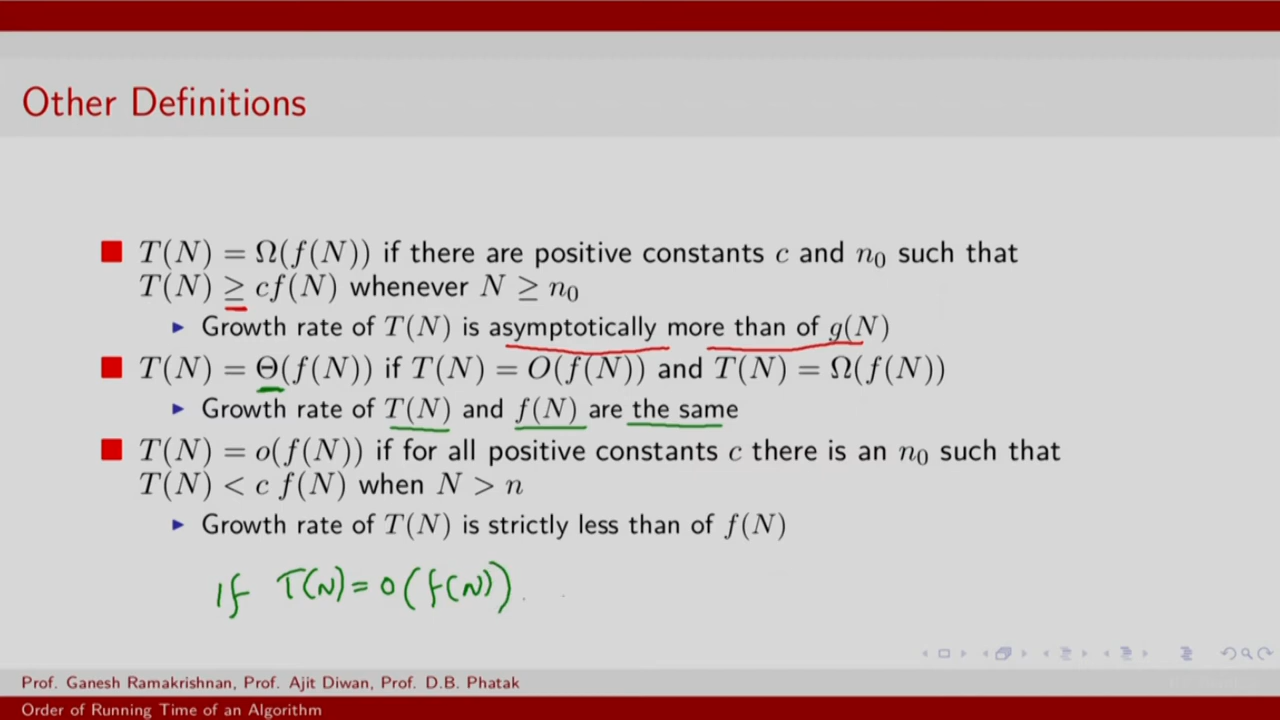 Other Definitions
T(N) = Ω(f(N)) if there are positive constants c and n₀ such that
T(N) ≥ cf(N) whenever N ≥ n₀
Growth rate of T(N) is asymptotically more than of g(N)
T(N) = Θ(f(N)) if T(N) = O(f(N)) and T(N) = Ω(f(N))
Growth rate of T(N) and f(N) are the same
T(N) = o(f(N)) if for all positive constants c there is an n₀ such that
T(N) < c f(N) when N > n
Growth rate of T(N) is strictly less than of f(N)
If T(N) = o(f(N)).
Prof. Ganesh Ramakrishnan, Prof. Ajit Diwan, Prof. D.B. Phatak
Order of Running Time of an Algorithm